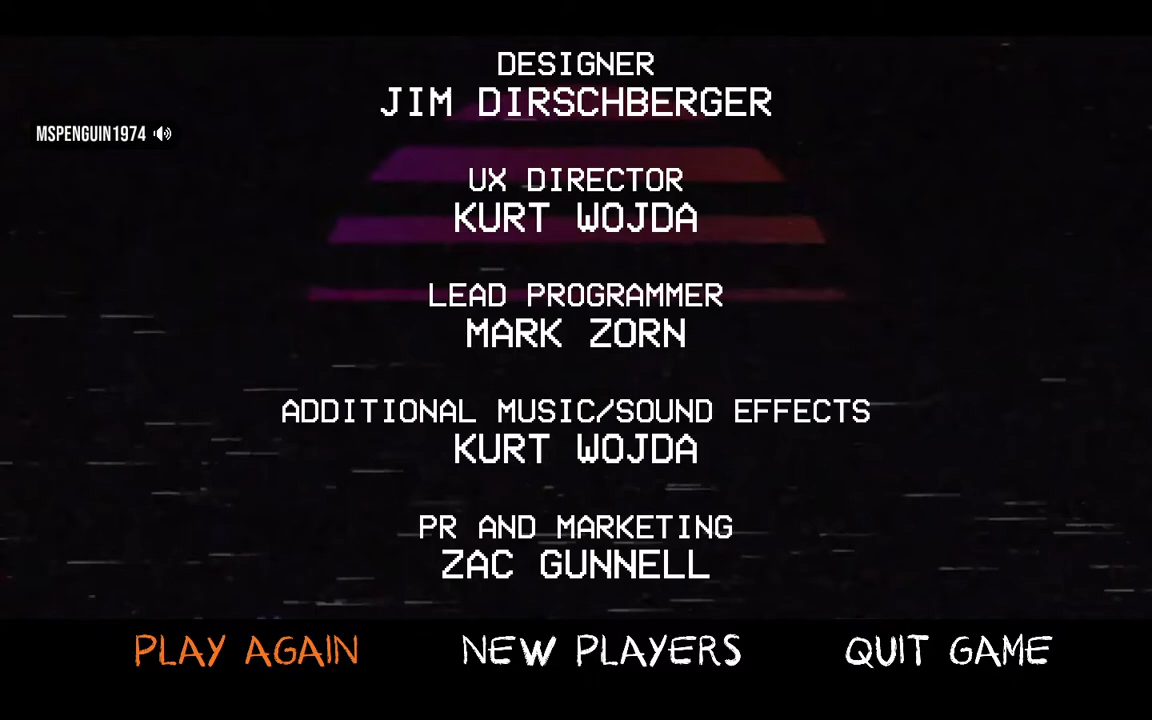 DESIGNER
JIM DIRSCHBERGER
MSPENGUIN1974
UX DIRECTOR
KURT WOJDA
LEAD PROGRAMMER
MARK ZORN
ADDITIONAL MUSIC/SOUND EFFECTS
KURT WOJDA
PR AND MARKETING
ZAC GUNNELL
PLAY AGAIN
NEW PLAYERS
QUIT GAME